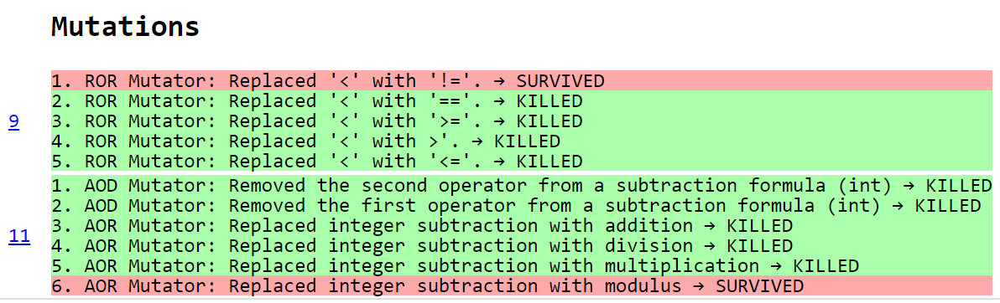 Mutations
1. ROR Mutator: Replaced '<' with '!='. → SURVIVED
2. ROR Mutator: Replaced '<' with '=='. → KILLED
9
3. ROR Mutator: Replaced '<' with '>='. → KILLED
4. ROR Mutator: Replaced '<' with >'. → KILLED
5. ROR Mutator: Replaced '<' with '<='. → KILLED
1. AOD Mutator: Removed the second operator from a subtraction formula (int) → KILLED
2. AOD Mutator: Removed the first operator from a subtraction formula (int) → KILLED
3. AOR Mutator: Replaced integer subtraction with addition → KILLED
11
4. AOR Mutator: Replaced integer subtraction with division → KILLED
5. AOR Mutator: Replaced integer subtraction with multiplication → KILLED
6. AOR Mutator: Replaced integer subtraction with modulus → SURVIVED